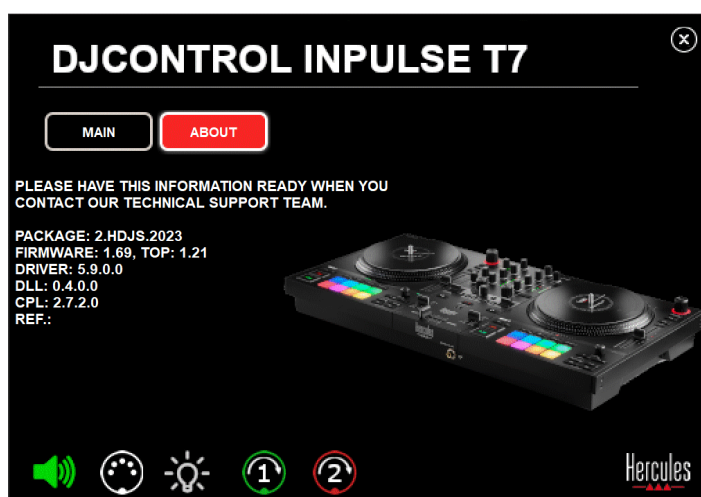 DJCONTROL INPULSE T7
MAIN
ABOUT
PLEASE HAVE THIS INFORMATION READY WHEN YOU
CONTACT OUR TECHNICAL SUPPORT TEAM.
PACKAGE: 2.HDJS.2023
FIRMWARE: 1.69, TOP: 1.21
DRIVER: 5.9.0.0
DLL: 0.4.0.0
CPL: 2.7.2.0
REF.:
1
2
Hercules